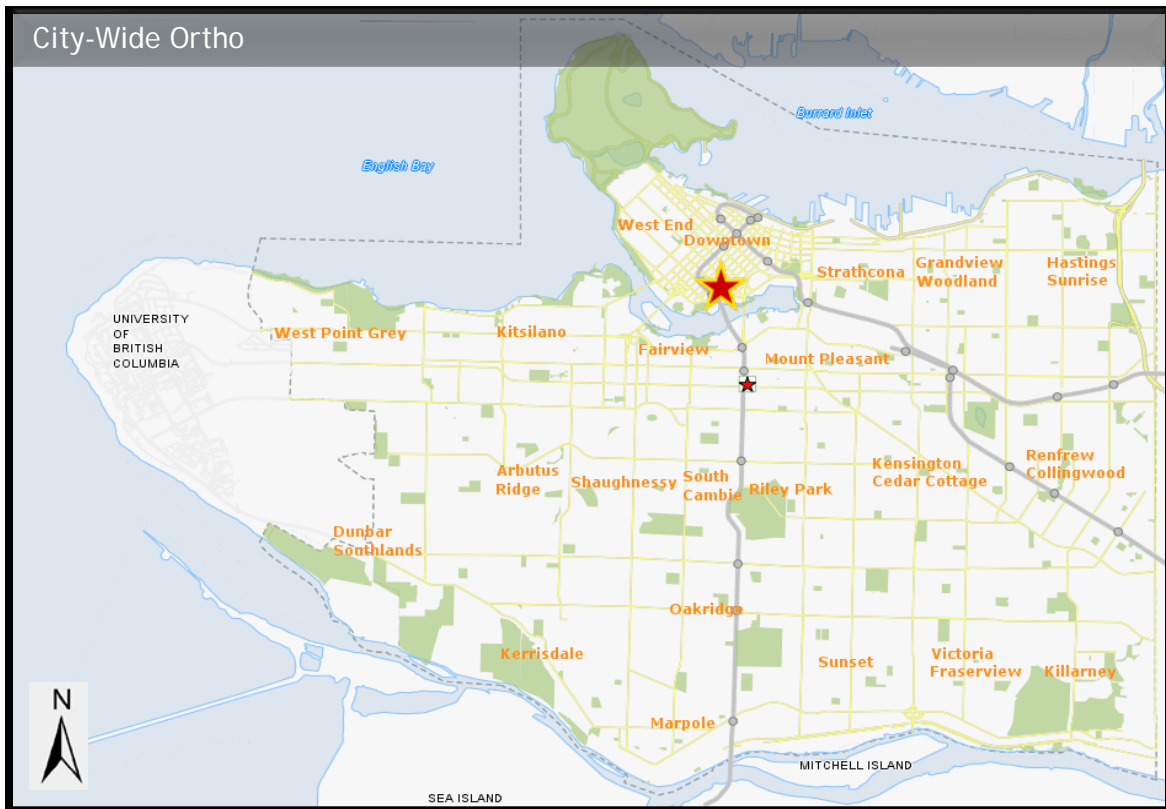 City-Wide Ortho
Burrard Inlet
English Bay
West End
Downtown
Strathcona
Grandview
Woodland
Hastings
Sunrise
UNIVERSITY
OF
BRITISH
COLUMBIA
West Point Grey
Kitsilano
Fairview
Mount Pleasant
Arbutus
Ridge
Shaughnessy
South
Cambie
Riley Park
Kensington
Cedar Cottage
Renfrew
Collingwood
Dunbar
Southlands
Oakridge
Kerrisdale
Sunset
Victoria
Fraserview
Killarney
N
Marpole
MITCHELL ISLAND
SEA ISLAND